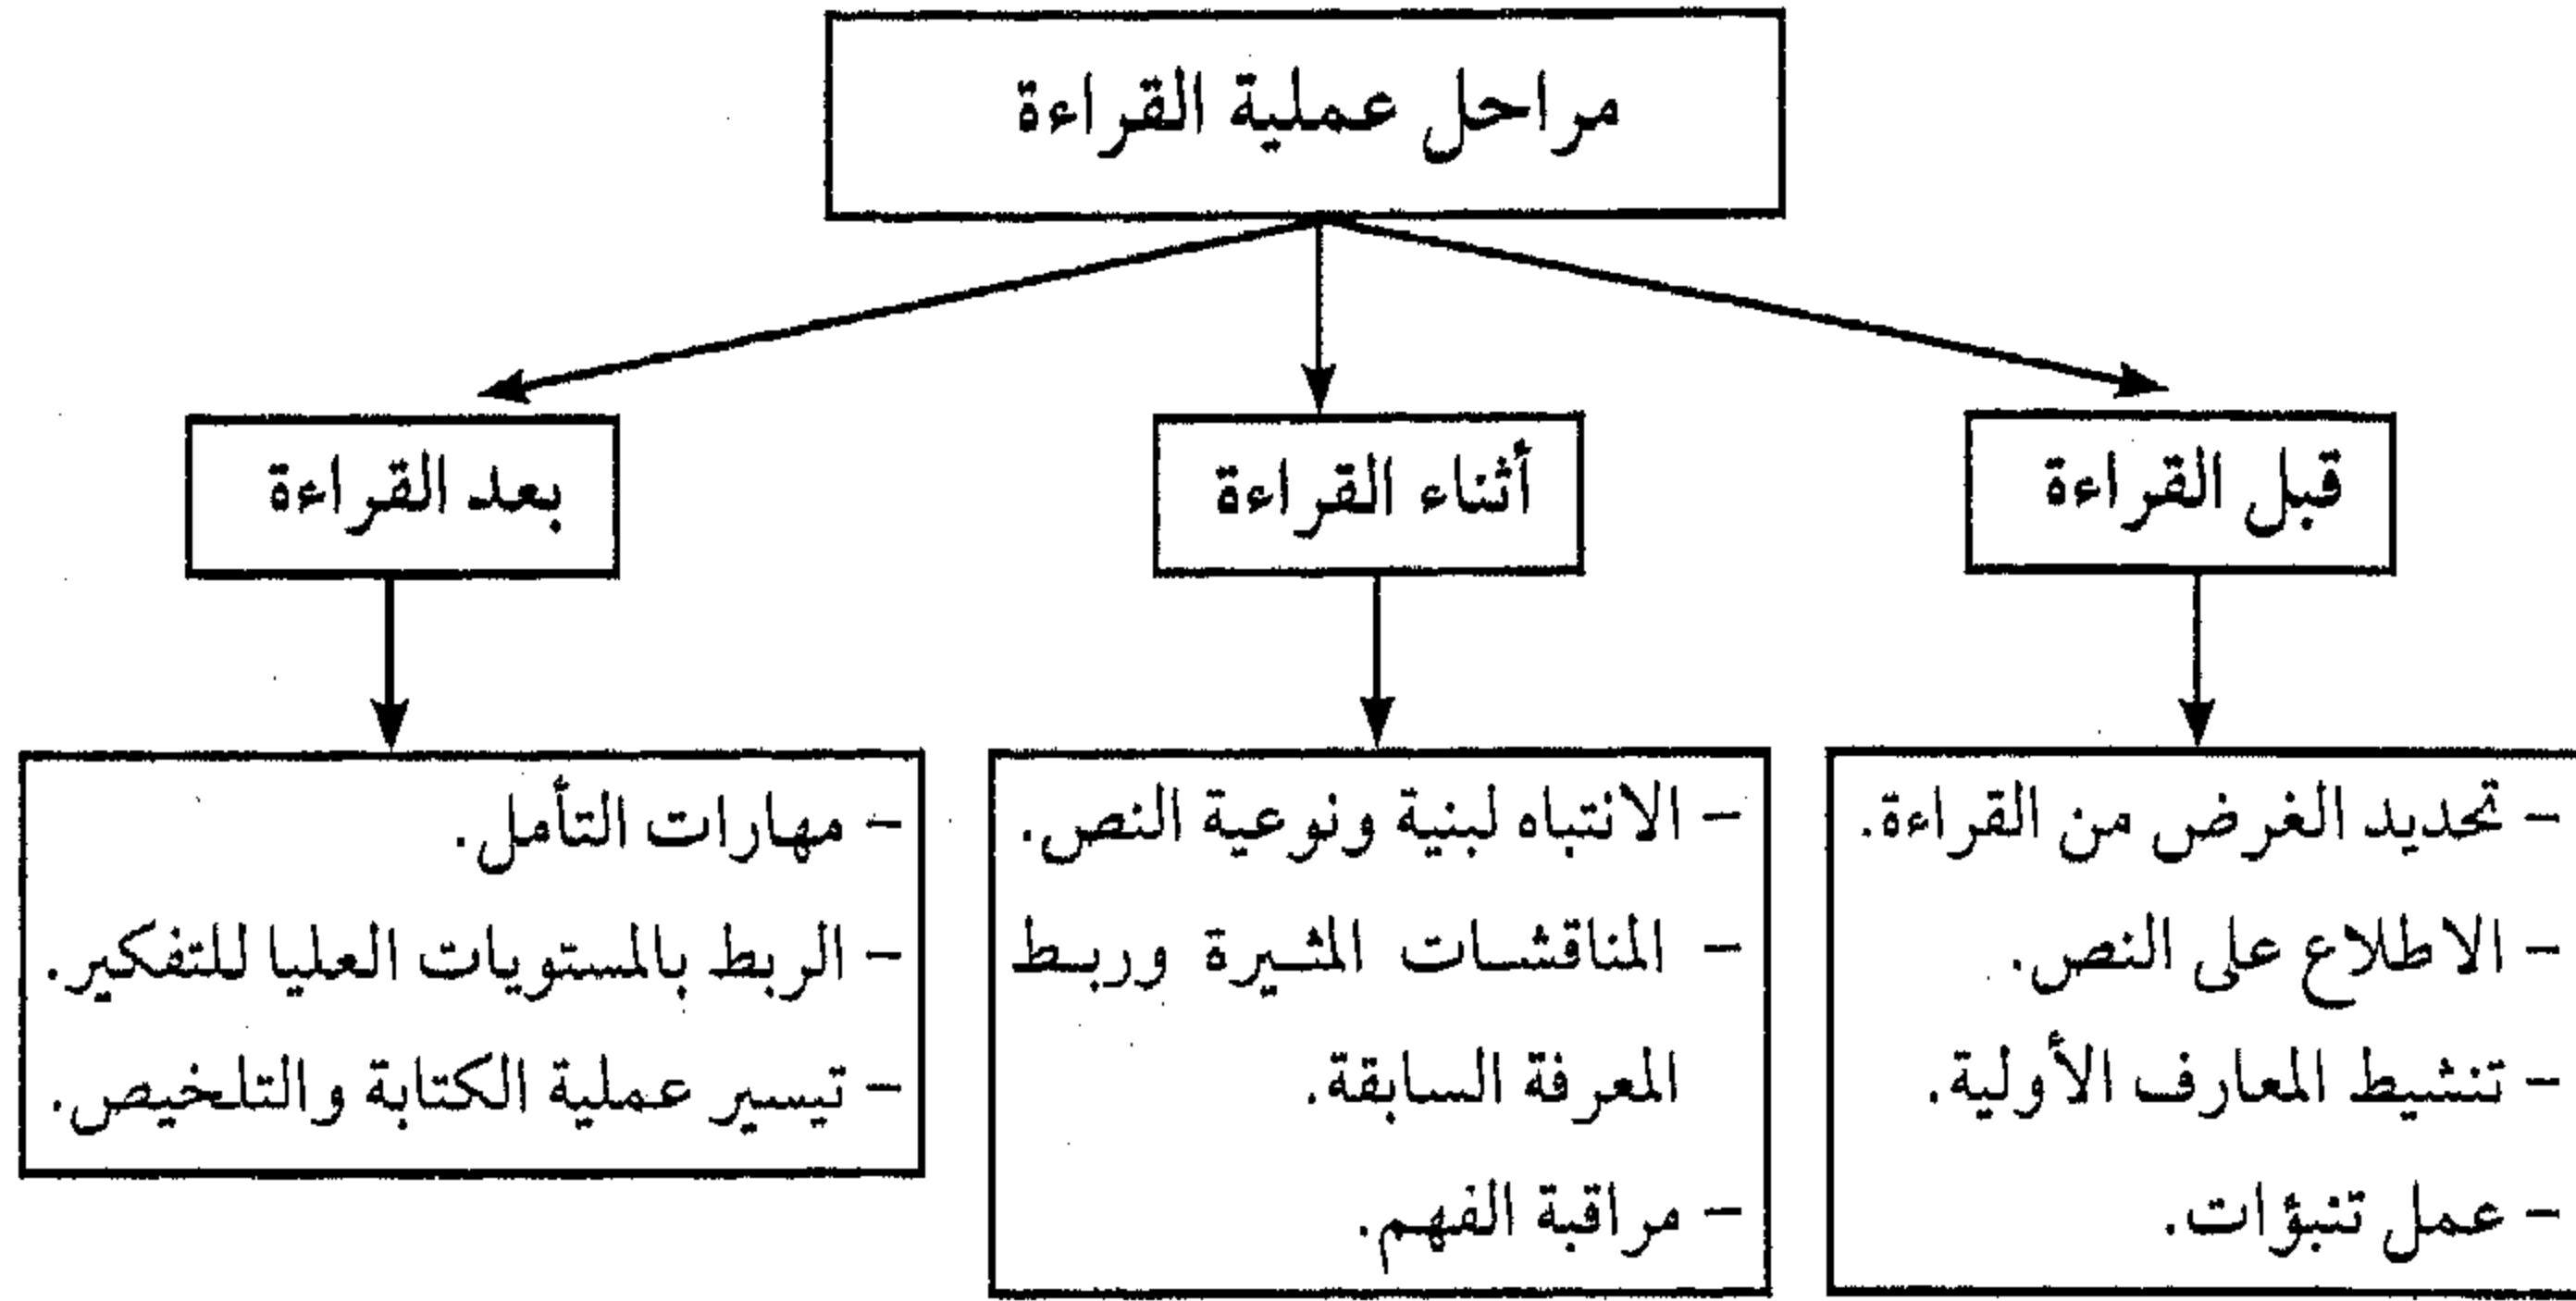 مراحل عملية القراءة
قبل القراءة
أثناء القراءة
بعد القراءة
- تحديد الغرض من القراءة.
- الاطلاع على النص.
- تنشيط المعارف الأولية.
- عمل تنبؤات.
- الانتباه لبنية ونوعية النص.
- المناقشات المثيرة وربط
المعرفة السابقة.
- مراقبة الفهم.
- مهارات التأمل.
- الربط بالمستويات العليا للتفكير.
- تيسير عملية الكتابة والتلخيص.